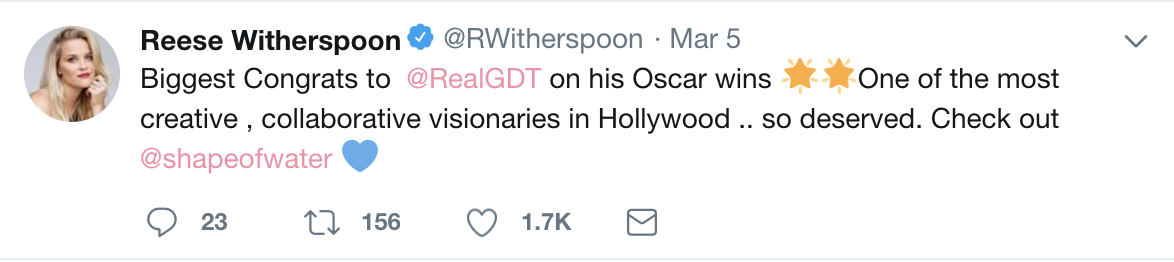 Reese Witherspoon @RWitherspoon · Mar 5
Biggest Congrats to @RealGDT on his Oscar wins 🌟🌟One of the most
creative , collaborative visionaries in Hollywood .. so deserved. Check out
@shapeofwater 💙
23 156 1.7K